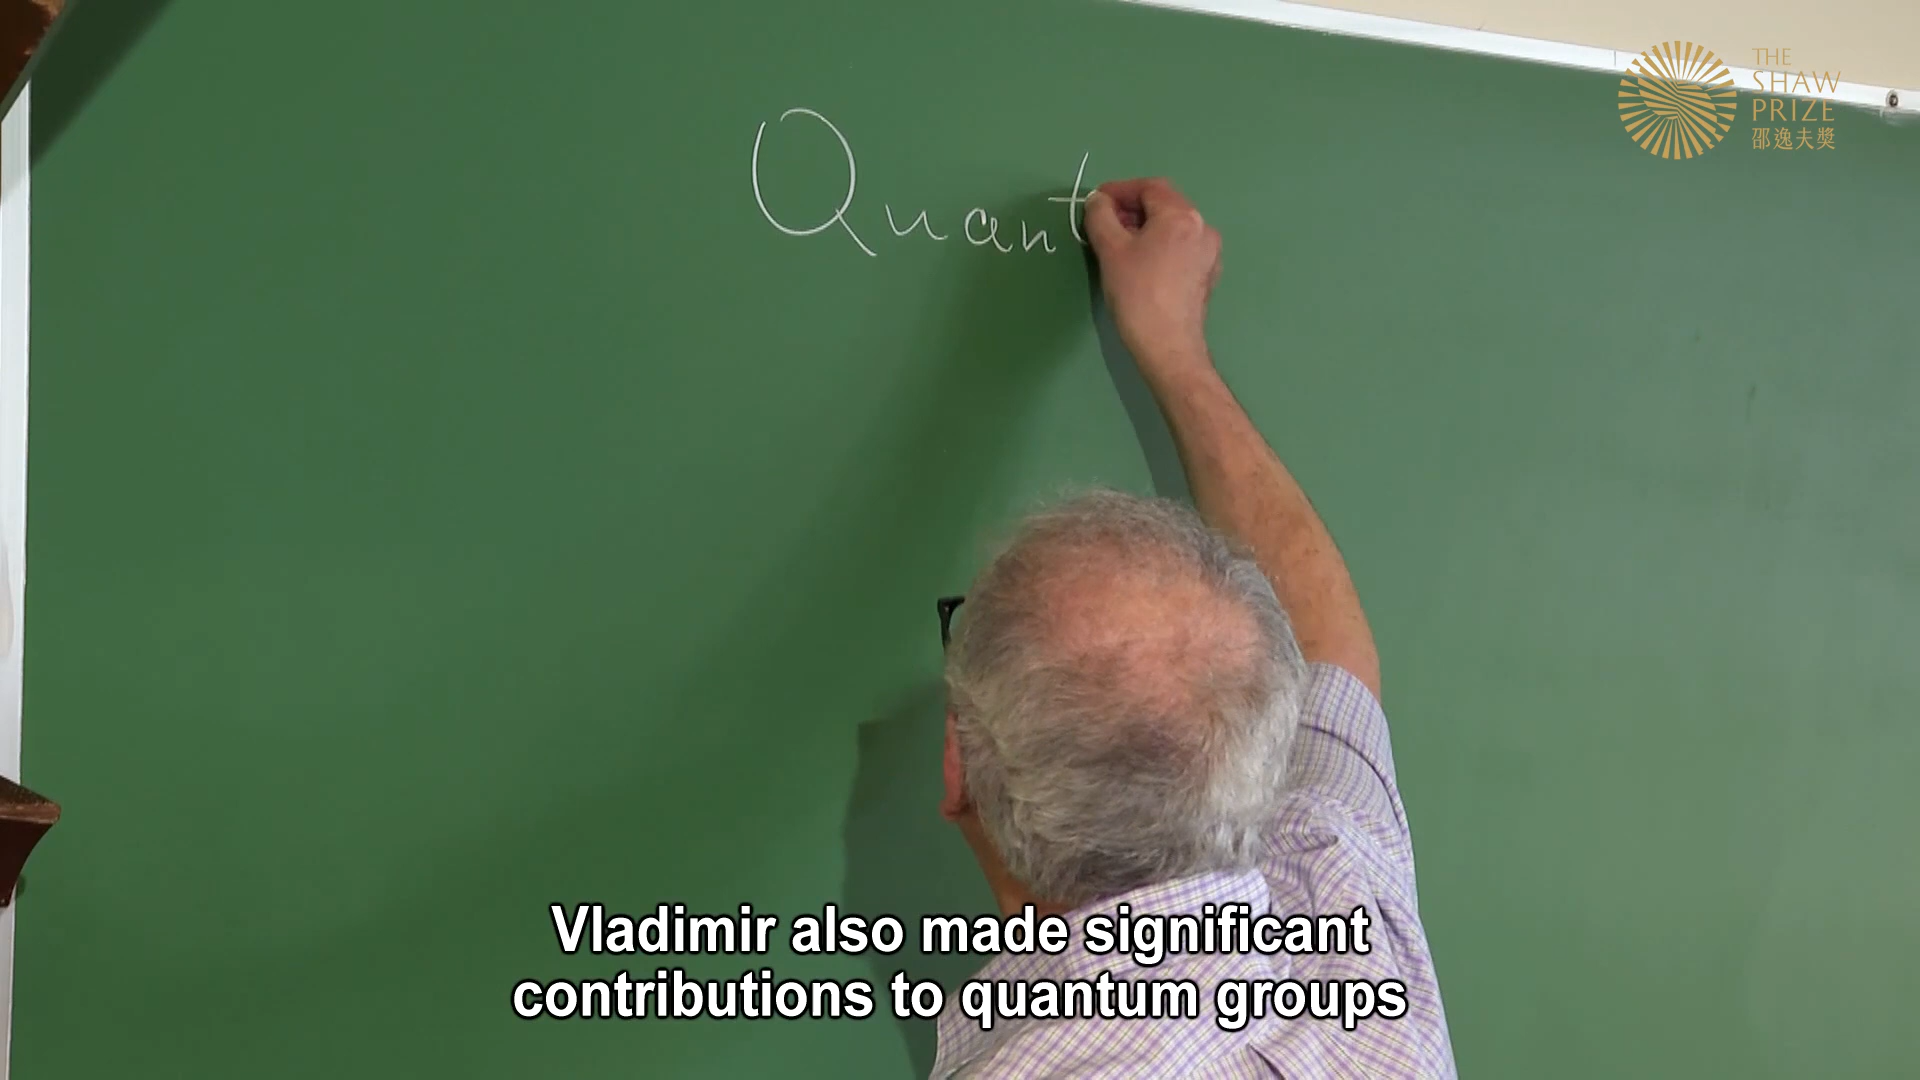 THE
SHAW
PRIZE
邵逸夫獎
Quant
Vladimir also made significant
contributions to quantum groups